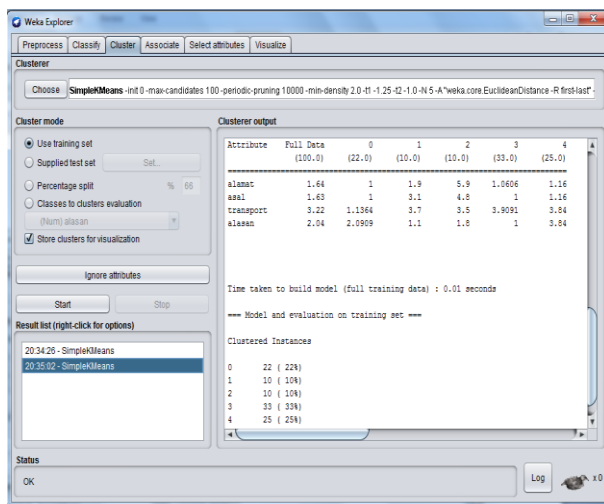 Weka Explorer
Preprocess Classify Cluster Associate Select attributes Visualize
Clusterer
Choose SimpleKMeans -init 0 -max-candidates 100 -periodic-pruning 10000 -min-density 2.0 -t1 -1.25 -t2 -1.0 -N 5 -A "weka.core.EuclideanDistance -R first-last" -
Cluster mode
Use training set
Supplied test set Set...
Percentage split % 66
Classes to clusters evaluation
(Num) alasan
Store clusters for visualization
Ignore attributes
Start Stop
Result list (right-click for options)
20:34:26 - SimpleKMeans
20:35:02 - SimpleKMeans
Clusterer output
Attribute Full Data 0 1 2 3 4
(100.0) (22.0) (10.0) (10.0) (33.0) (25.0)
==================================================================
alamat 1.64 1 1.9 5.9 1.0606 1.16
asal 1.63 1 3.1 4.8 1 1.16
transport 3.22 1.1364 3.7 3.5 3.9091 3.84
alasan 2.04 2.0909 1.1 1.8 1 3.84
Time taken to build model (full training data) : 0.01 seconds
=== Model and evaluation on training set ===
Clustered Instances
0 22 ( 22%)
1 10 ( 10%)
2 10 ( 10%)
3 33 ( 33%)
4 25 ( 25%)
Status
OK
Log x 0